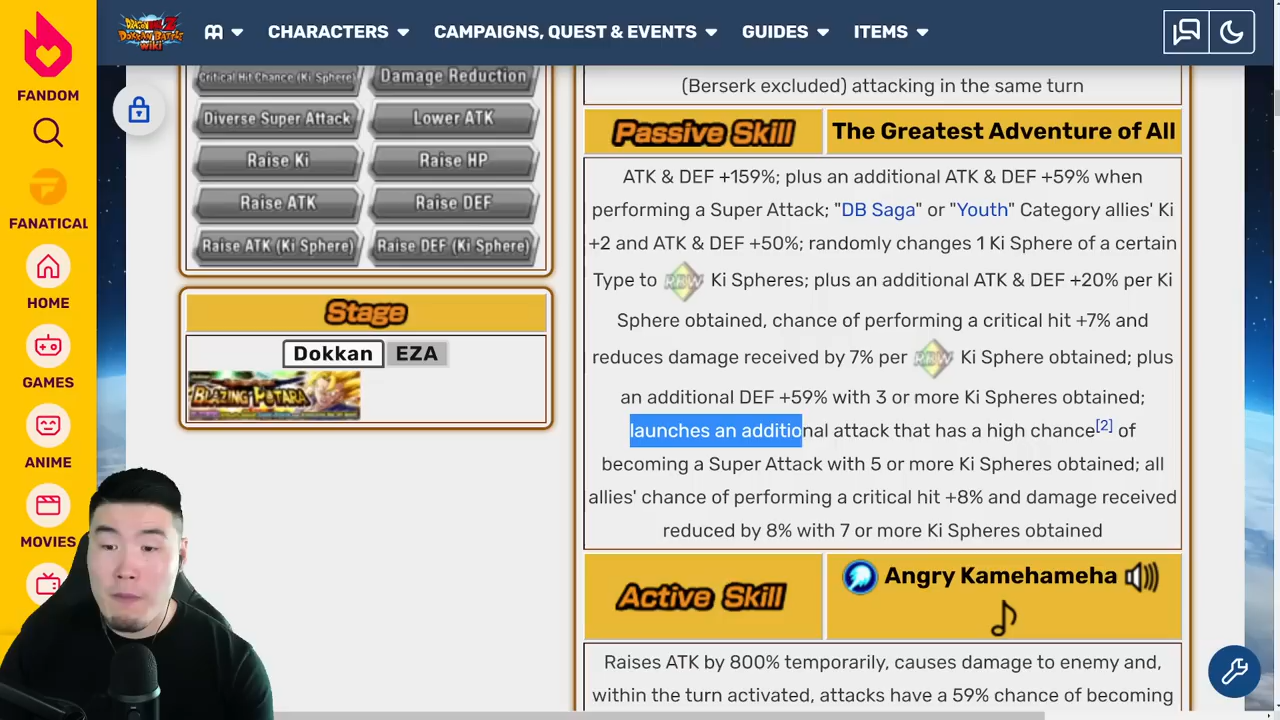 DRAGON BALL Z
DOKKAN BATTLE
WIKI
CHARACTERS
CAMPAIGNS, QUEST & EVENTS
GUIDES
ITEMS
FANDOM
FANATICAL
HOME
GAMES
ANIME
MOVIES
Critical Hit Chance (Ki Sphere)
Damage Reduction
Diverse Super Attack
Lower ATK
Raise Ki
Raise HP
Raise ATK
Raise DEF
Raise ATK (Ki Sphere)
Raise DEF (Ki Sphere)
Stage
Dokkan
EZA
BLAZING POTARA
(Berserk excluded) attacking in the same turn
Passive Skill
The Greatest Adventure of All
ATK & DEF +159%; plus an additional ATK & DEF +59% when
performing a Super Attack; "DB Saga" or "Youth" Category allies' Ki
+2 and ATK & DEF +50%; randomly changes 1 Ki Sphere of a certain
Type to RBW Ki Spheres; plus an additional ATK & DEF +20% per Ki
Sphere obtained, chance of performing a critical hit +7% and
reduces damage received by 7% per RBW Ki Sphere obtained; plus
an additional DEF +59% with 3 or more Ki Spheres obtained;
launches an additional attack that has a high chance[2] of
becoming a Super Attack with 5 or more Ki Spheres obtained; all
allies' chance of performing a critical hit +8% and damage received
reduced by 8% with 7 or more Ki Spheres obtained
Active Skill
Angry Kamehameha
Raises ATK by 800% temporarily, causes damage to enemy and,
within the turn activated, attacks have a 59% chance of becoming